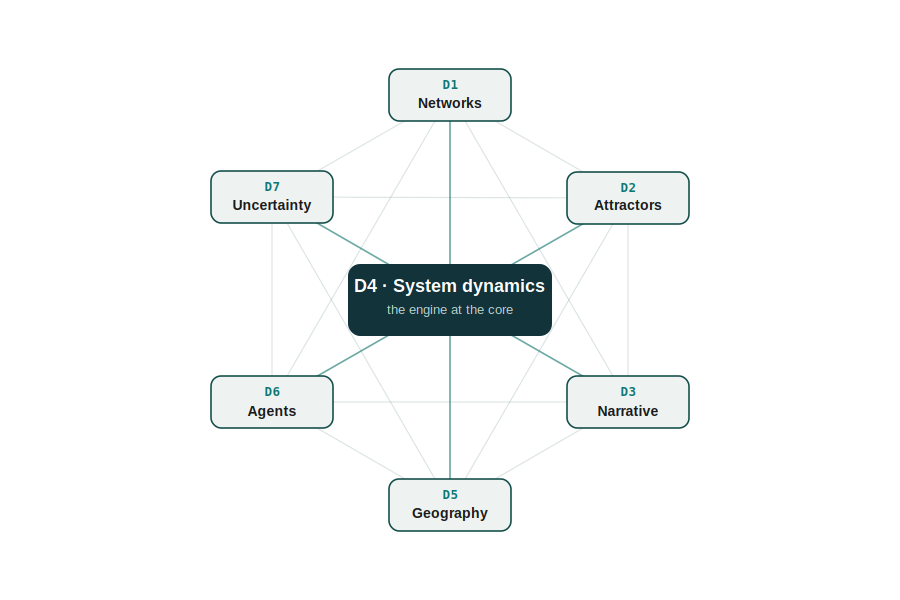 D1
Networks
D7
Uncertainty
D2
Attractors
D4 · System dynamics
the engine at the core
D6
Agents
D3
Narrative
D5
Geography